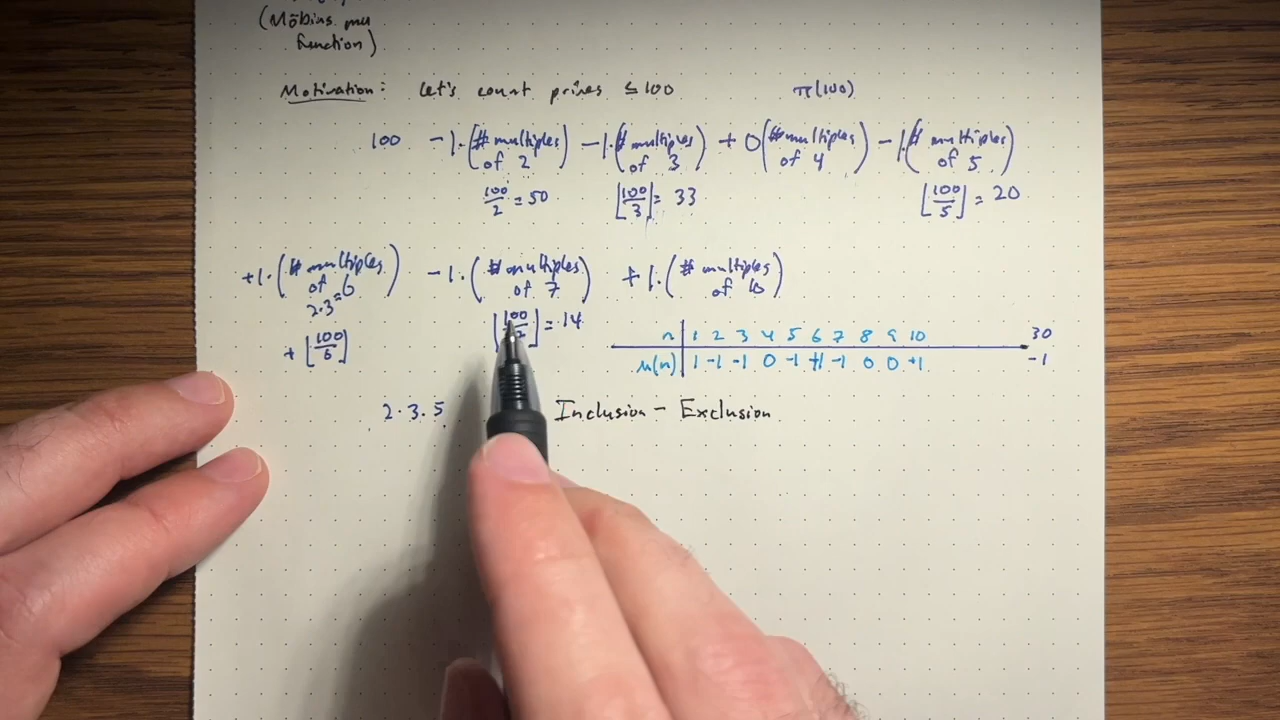 (Möbius mu
function)
Motivation: Let's count primes ≤ 100 π(100)
100 -1·(# multiples of 2) -1·(# multiples of 3) + 0(# multiples of 4) -1·(# multiples of 5)
100/2 = 50 ⌊100/3⌋ = 33 ⌊100/5⌋ = 20
+1·(# multiples of 6) -1·(# multiples of 7) +1·(# multiples of 10)
2·3=6
+ ⌊100/6⌋ ⌊100/7⌋ = 14
n 1 2 3 4 5 6 7 8 9 10 30
μ(n) 1 -1 -1 0 -1 +1 -1 0 0 +1 -1
2·3·5 Inclusion - Exclusion